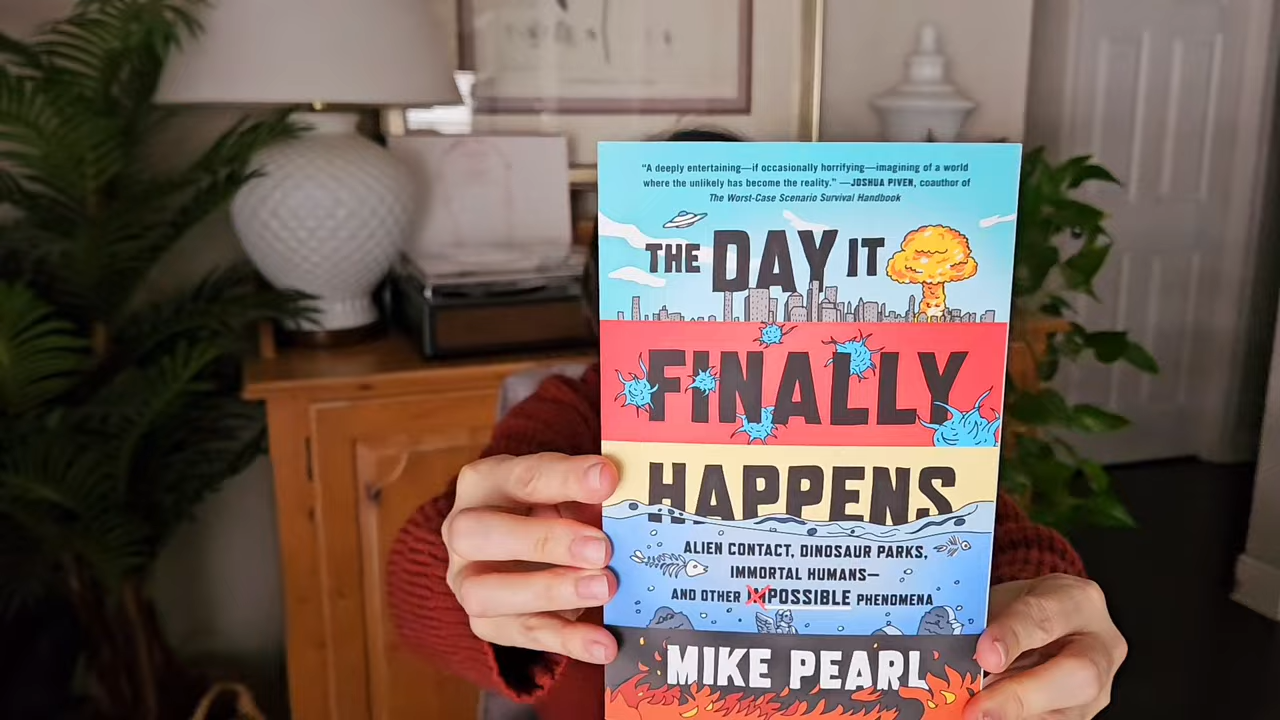 "A deeply entertaining—if occasionally horrifying—imagining of a world
where the unlikely has become the reality." —JOSHUA PIVEN, coauthor of
The Worst-Case Scenario Survival Handbook
THE DAY IT
FINALLY
HAPPENS
ALIEN CONTACT, DINOSAUR PARKS,
IMMORTAL HUMANS—
AND OTHER IMPOSSIBLE PHENOMENA
MIKE PEARL